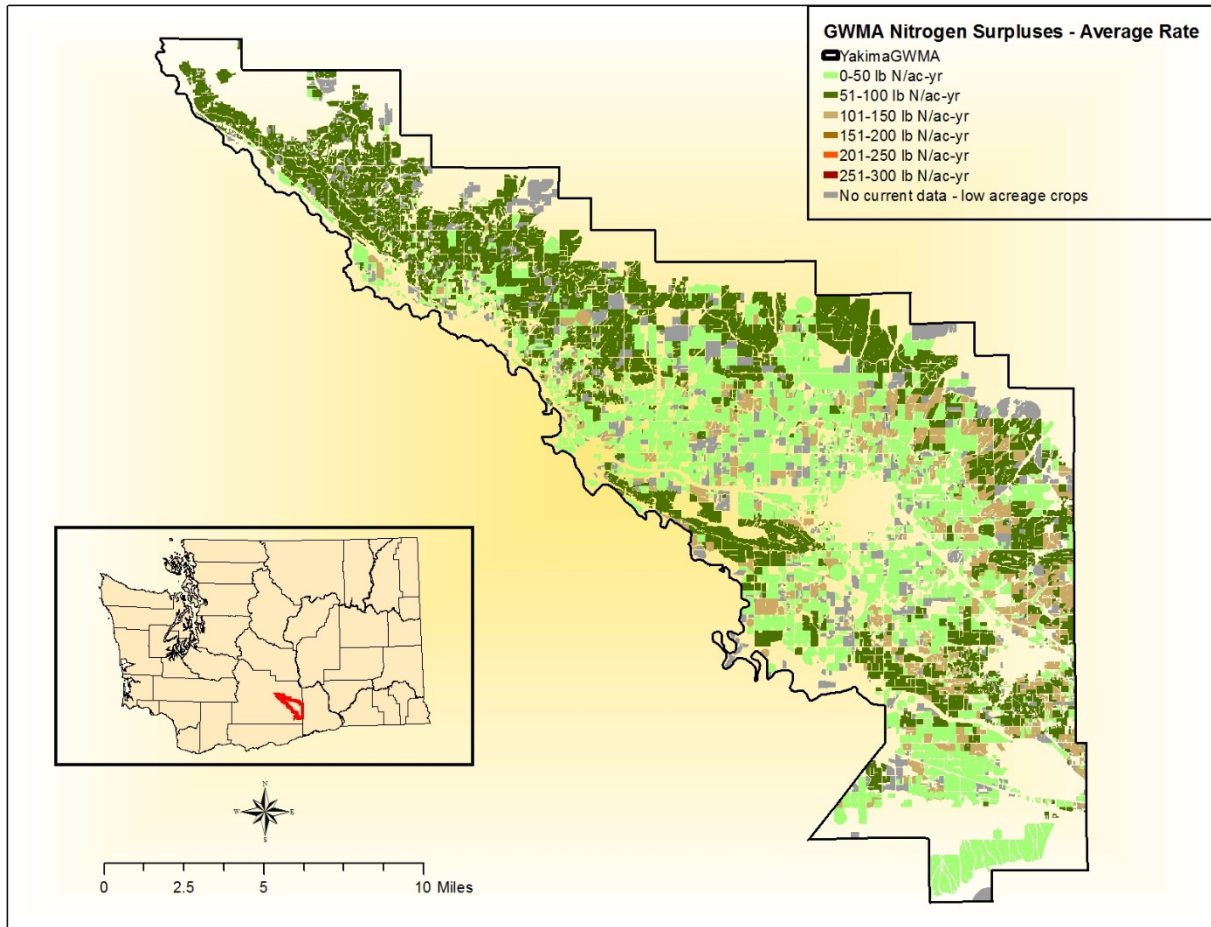 GWMA Nitrogen Surpluses - Average Rate
YakimaGWMA
0-50 lb N/ac-yr
51-100 lb N/ac-yr
101-150 lb N/ac-yr
151-200 lb N/ac-yr
201-250 lb N/ac-yr
251-300 lb N/ac-yr
No current data - low acreage crops
N
W E
S
0 2.5 5 10 Miles